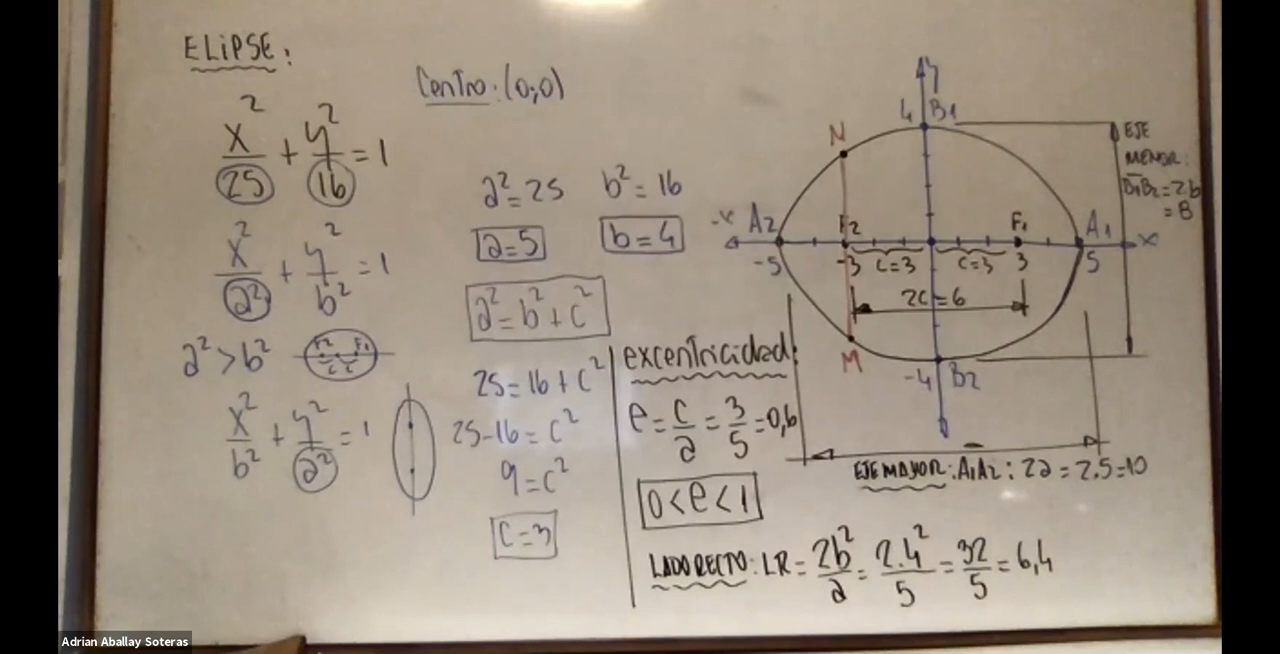 ELIPSE:
Centro: (0;0)
x²/25 + y²/16 = 1
x²/a² + y²/b² = 1
a² > b²
F2 F1
c c
x²/b² + y²/a² = 1
a² = 25 b² = 16
a = 5 b = 4
a² = b² + c²
25 = 16 + c²
25 - 16 = c²
9 = c²
c = 3
excentricidad:
e = c/a = 3/5 = 0,6
0 < e < 1
LADO RECTO: LR = 2b²/a = 2.4²/5 = 32/5 = 6,4
y
4 B1
N
EJE
MENOR:
B1B2 = 2b
= 8
-x A2 F2 F1 A1 x
-5 -3 c=3 c=3 3 5
2c = 6
M
-4 B2
EJE MAYOR: A1A2: 2a = 2.5 = 10
Adrian Aballay Soteras